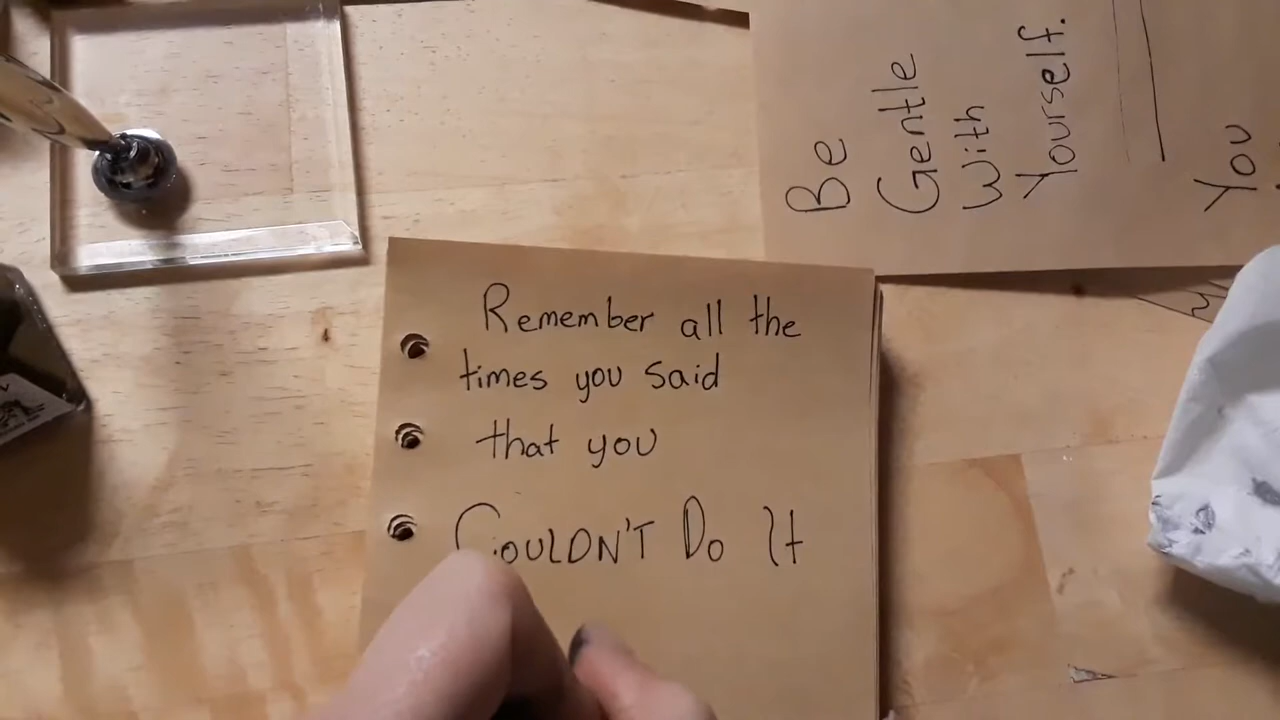 Remember all the
times you said
that you
COULDN'T Do It
Be
Gentle
With
Yourself.
You